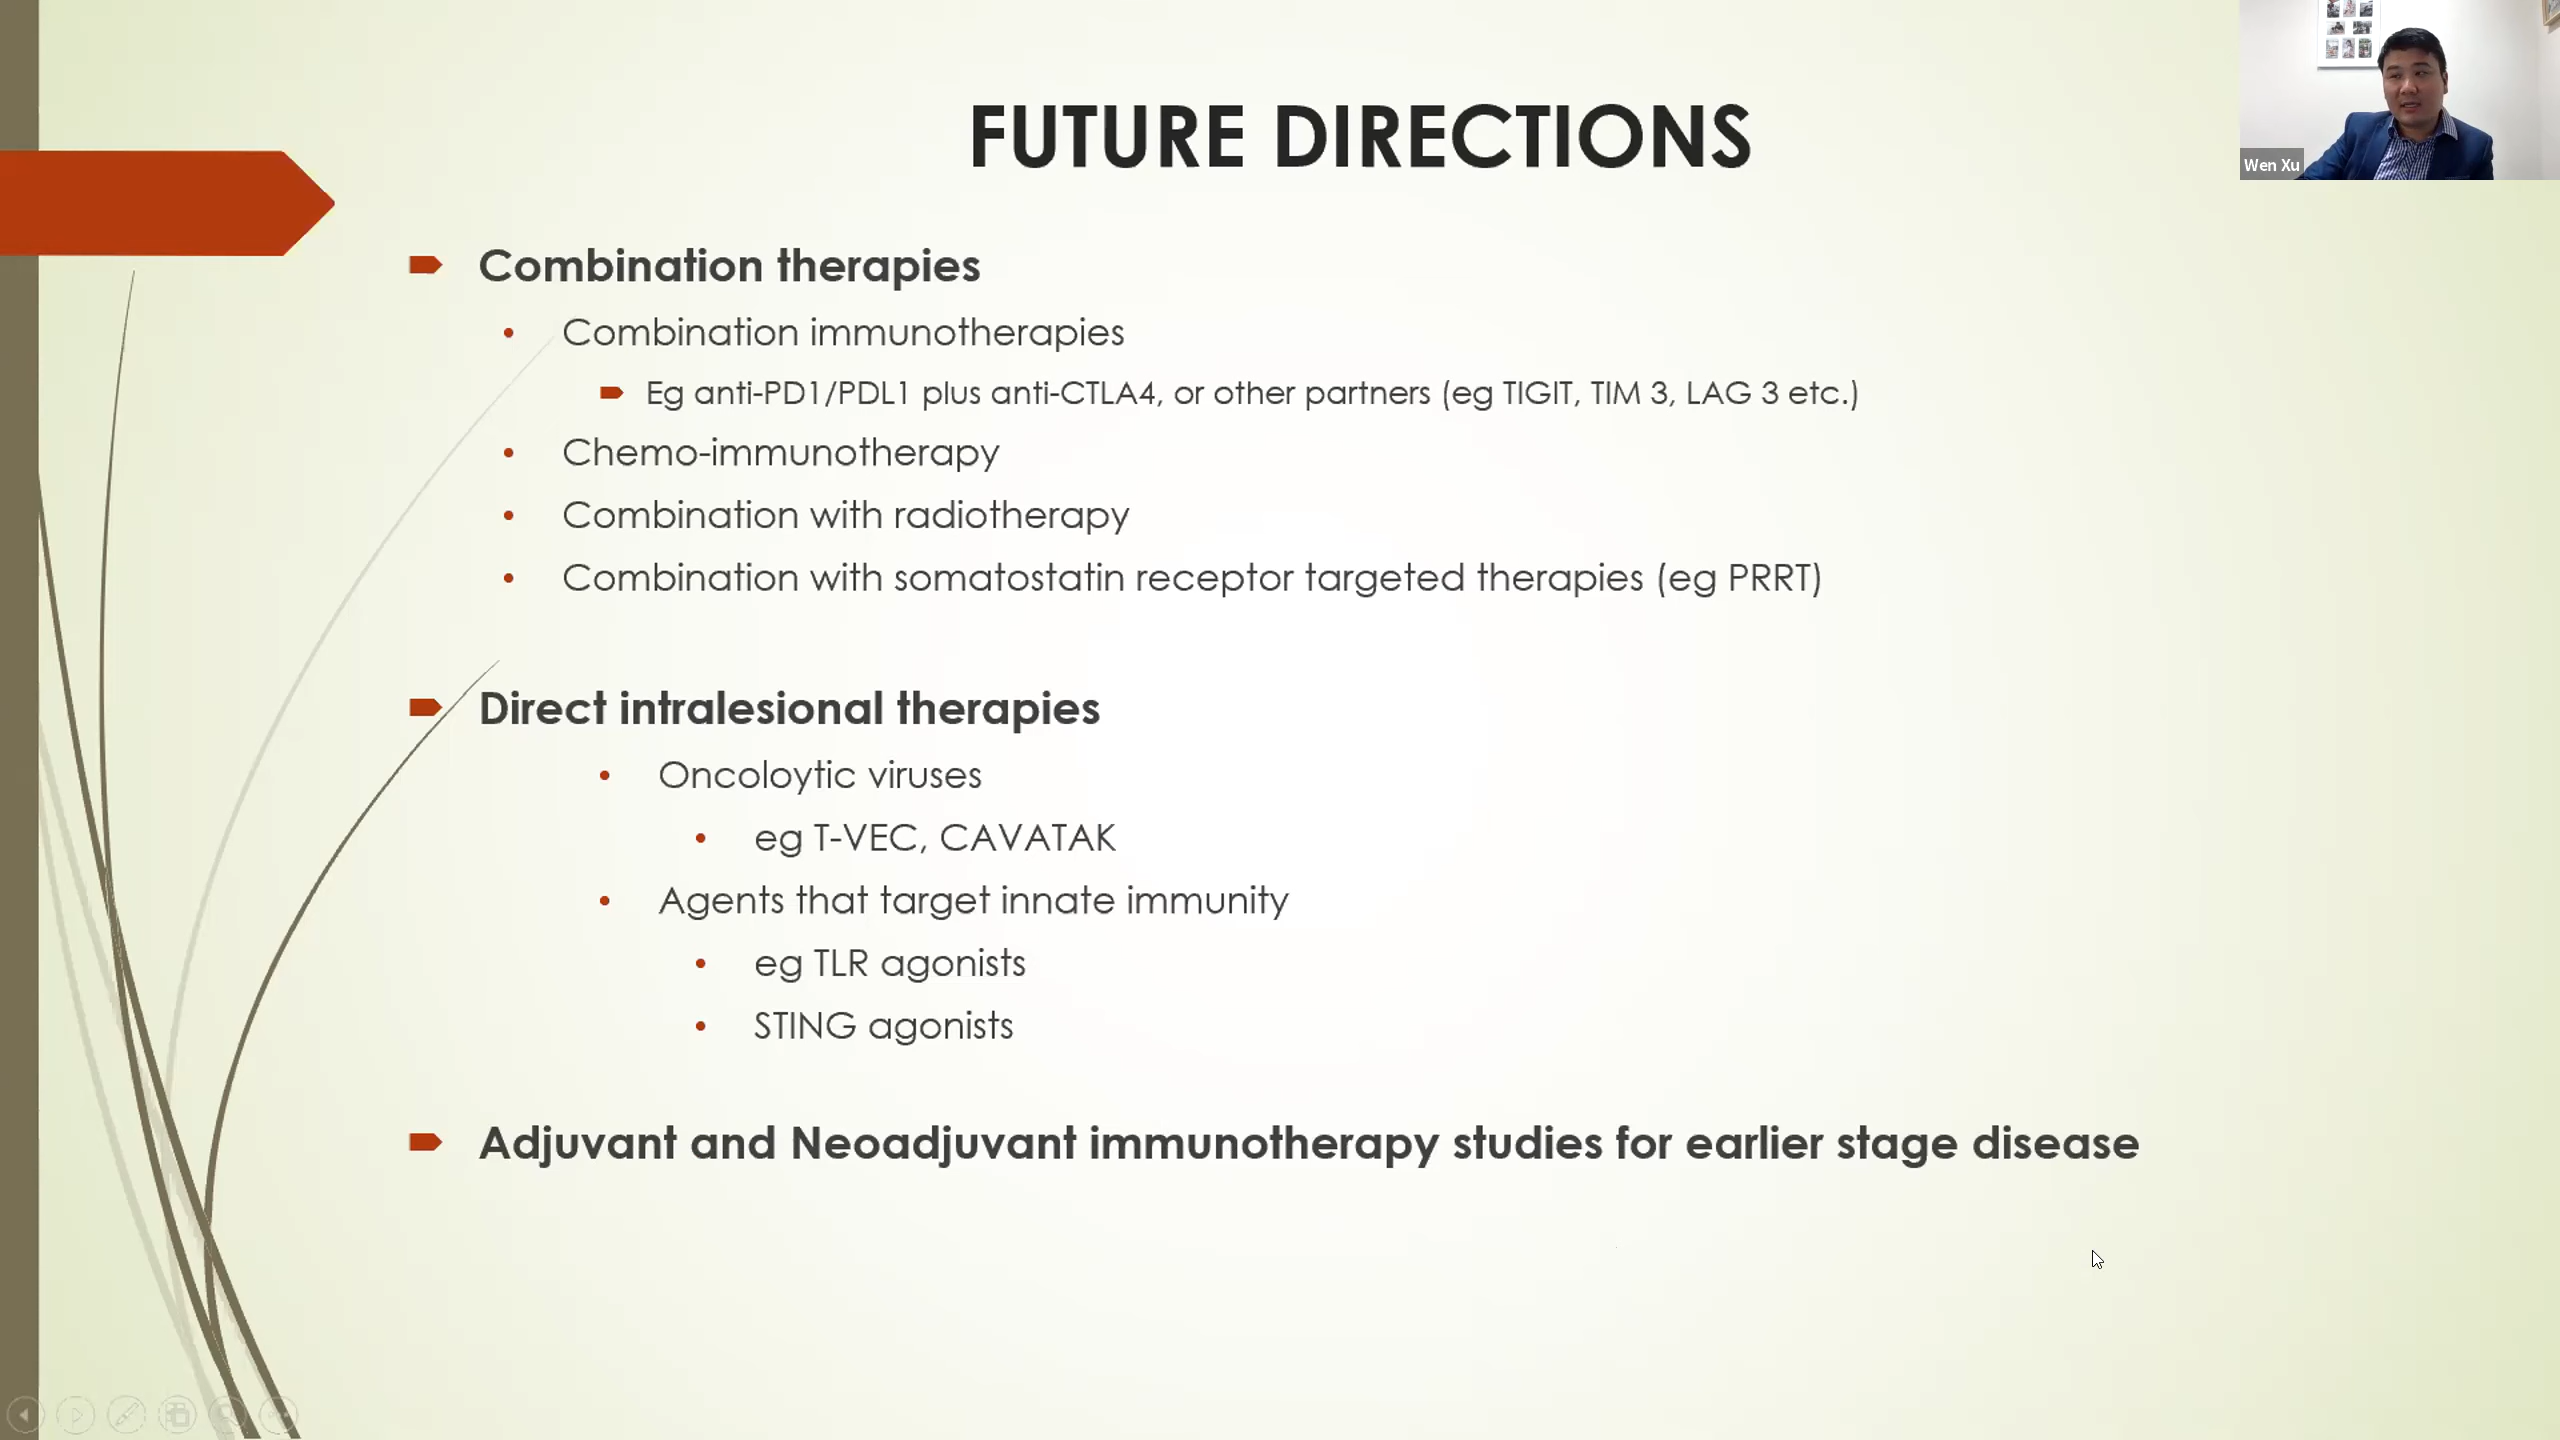 FUTURE DIRECTIONS
Wen Xu
Combination therapies
Combination immunotherapies
Eg anti-PD1/PDL1 plus anti-CTLA4, or other partners (eg TIGIT, TIM 3, LAG 3 etc.)
Chemo-immunotherapy
Combination with radiotherapy
Combination with somatostatin receptor targeted therapies (eg PRRT)
Direct intralesional therapies
Oncoloytic viruses
eg T-VEC, CAVATAK
Agents that target innate immunity
eg TLR agonists
STING agonists
Adjuvant and Neoadjuvant immunotherapy studies for earlier stage disease